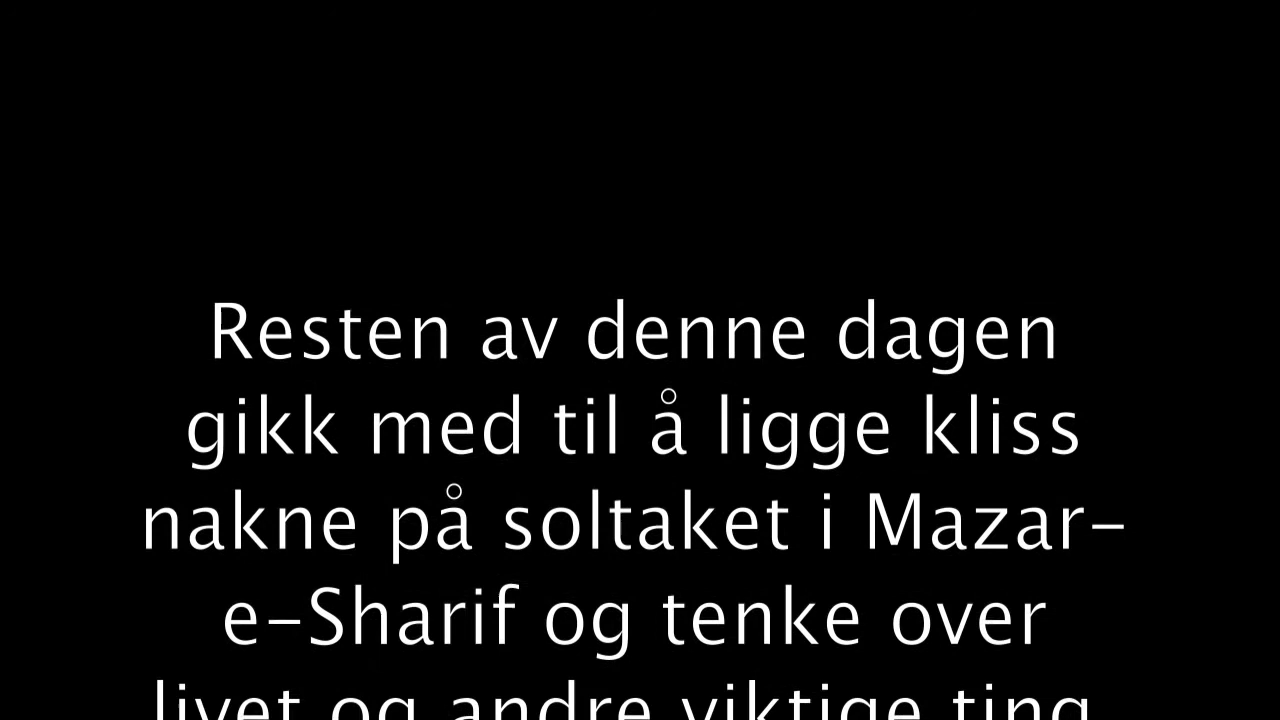 Resten av denne dagen
gikk med til å ligge kliss
nakne på soltaket i Mazar-
e-Sharif og tenke over
livet og andre viktige ting